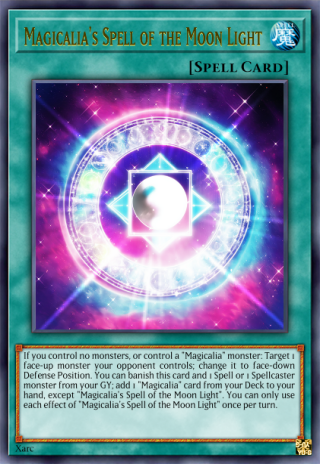 Magicalia's Spell of the Moon Light
[Spell Card]
If you control no monsters, or control a "Magicalia" monster: Target 1
face-up monster your opponent controls; change it to face-down
Defense Position. You can banish this card and 1 Spell or 1 Spellcaster
monster from your GY; add 1 "Magicalia" card from your Deck to your
hand, except "Magicalia's Spell of the Moon Light". You can only use
each effect of "Magicalia's Spell of the Moon Light" once per turn.
Xarc